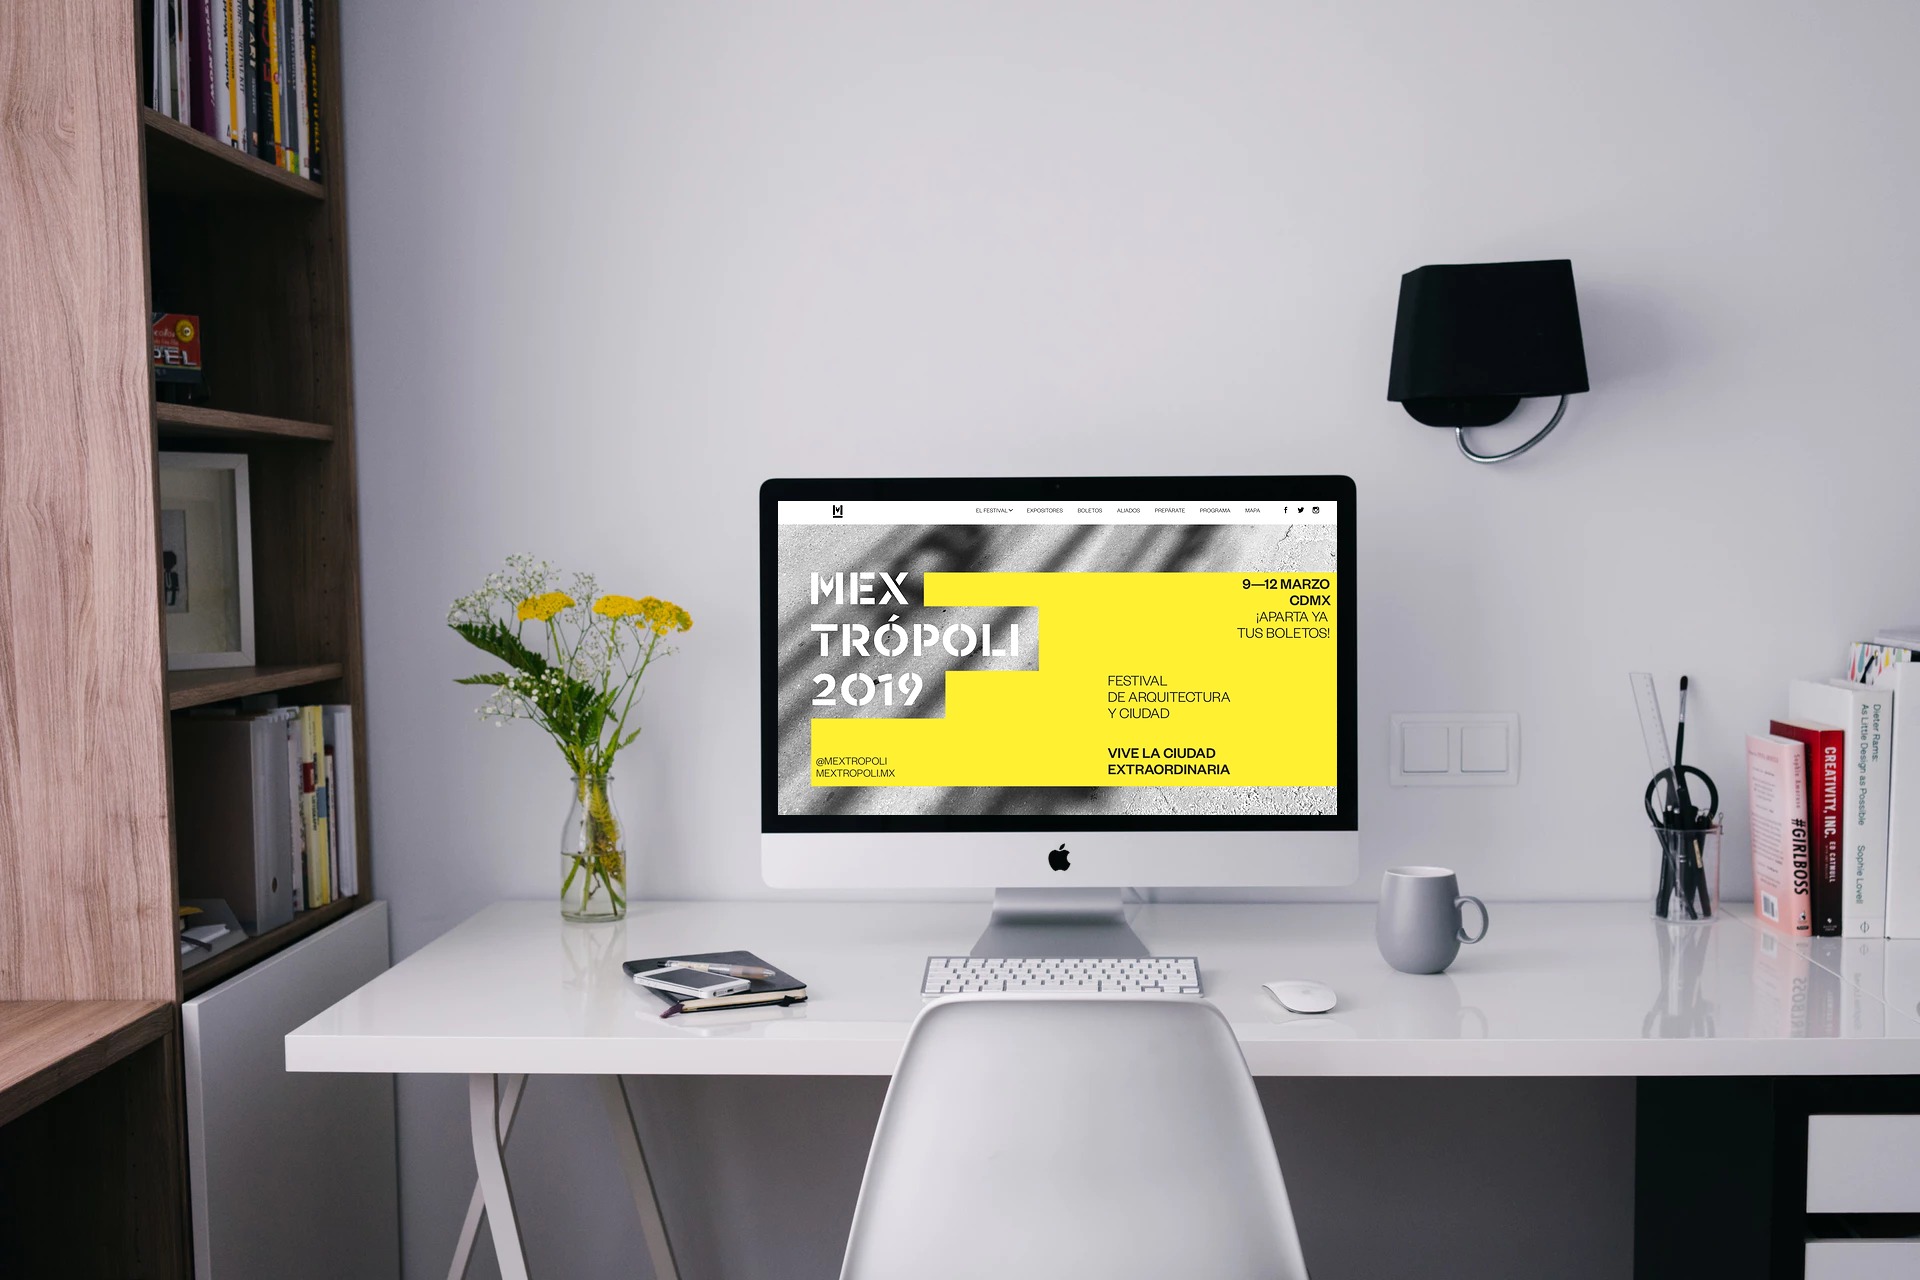 EL FESTIVAL EXPOSITORES BOLETOS ALIADOS PREPÁRATE PROGRAMA MAPA
MEX
TRÓPOLI
2019
9—12 MARZO
CDMX
¡APARTA YA
TUS BOLETOS!
FESTIVAL
DE ARQUITECTURA
Y CIUDAD
VIVE LA CIUDAD
EXTRAORDINARIA
@MEXTROPOLI
MEXTROPOLI.MX
Sophia Amoruso #GIRLBOSS
CREATIVITY, INC. ED CATMULL
Dieter Rams:
As Little Design as Possible Sophie Lovell